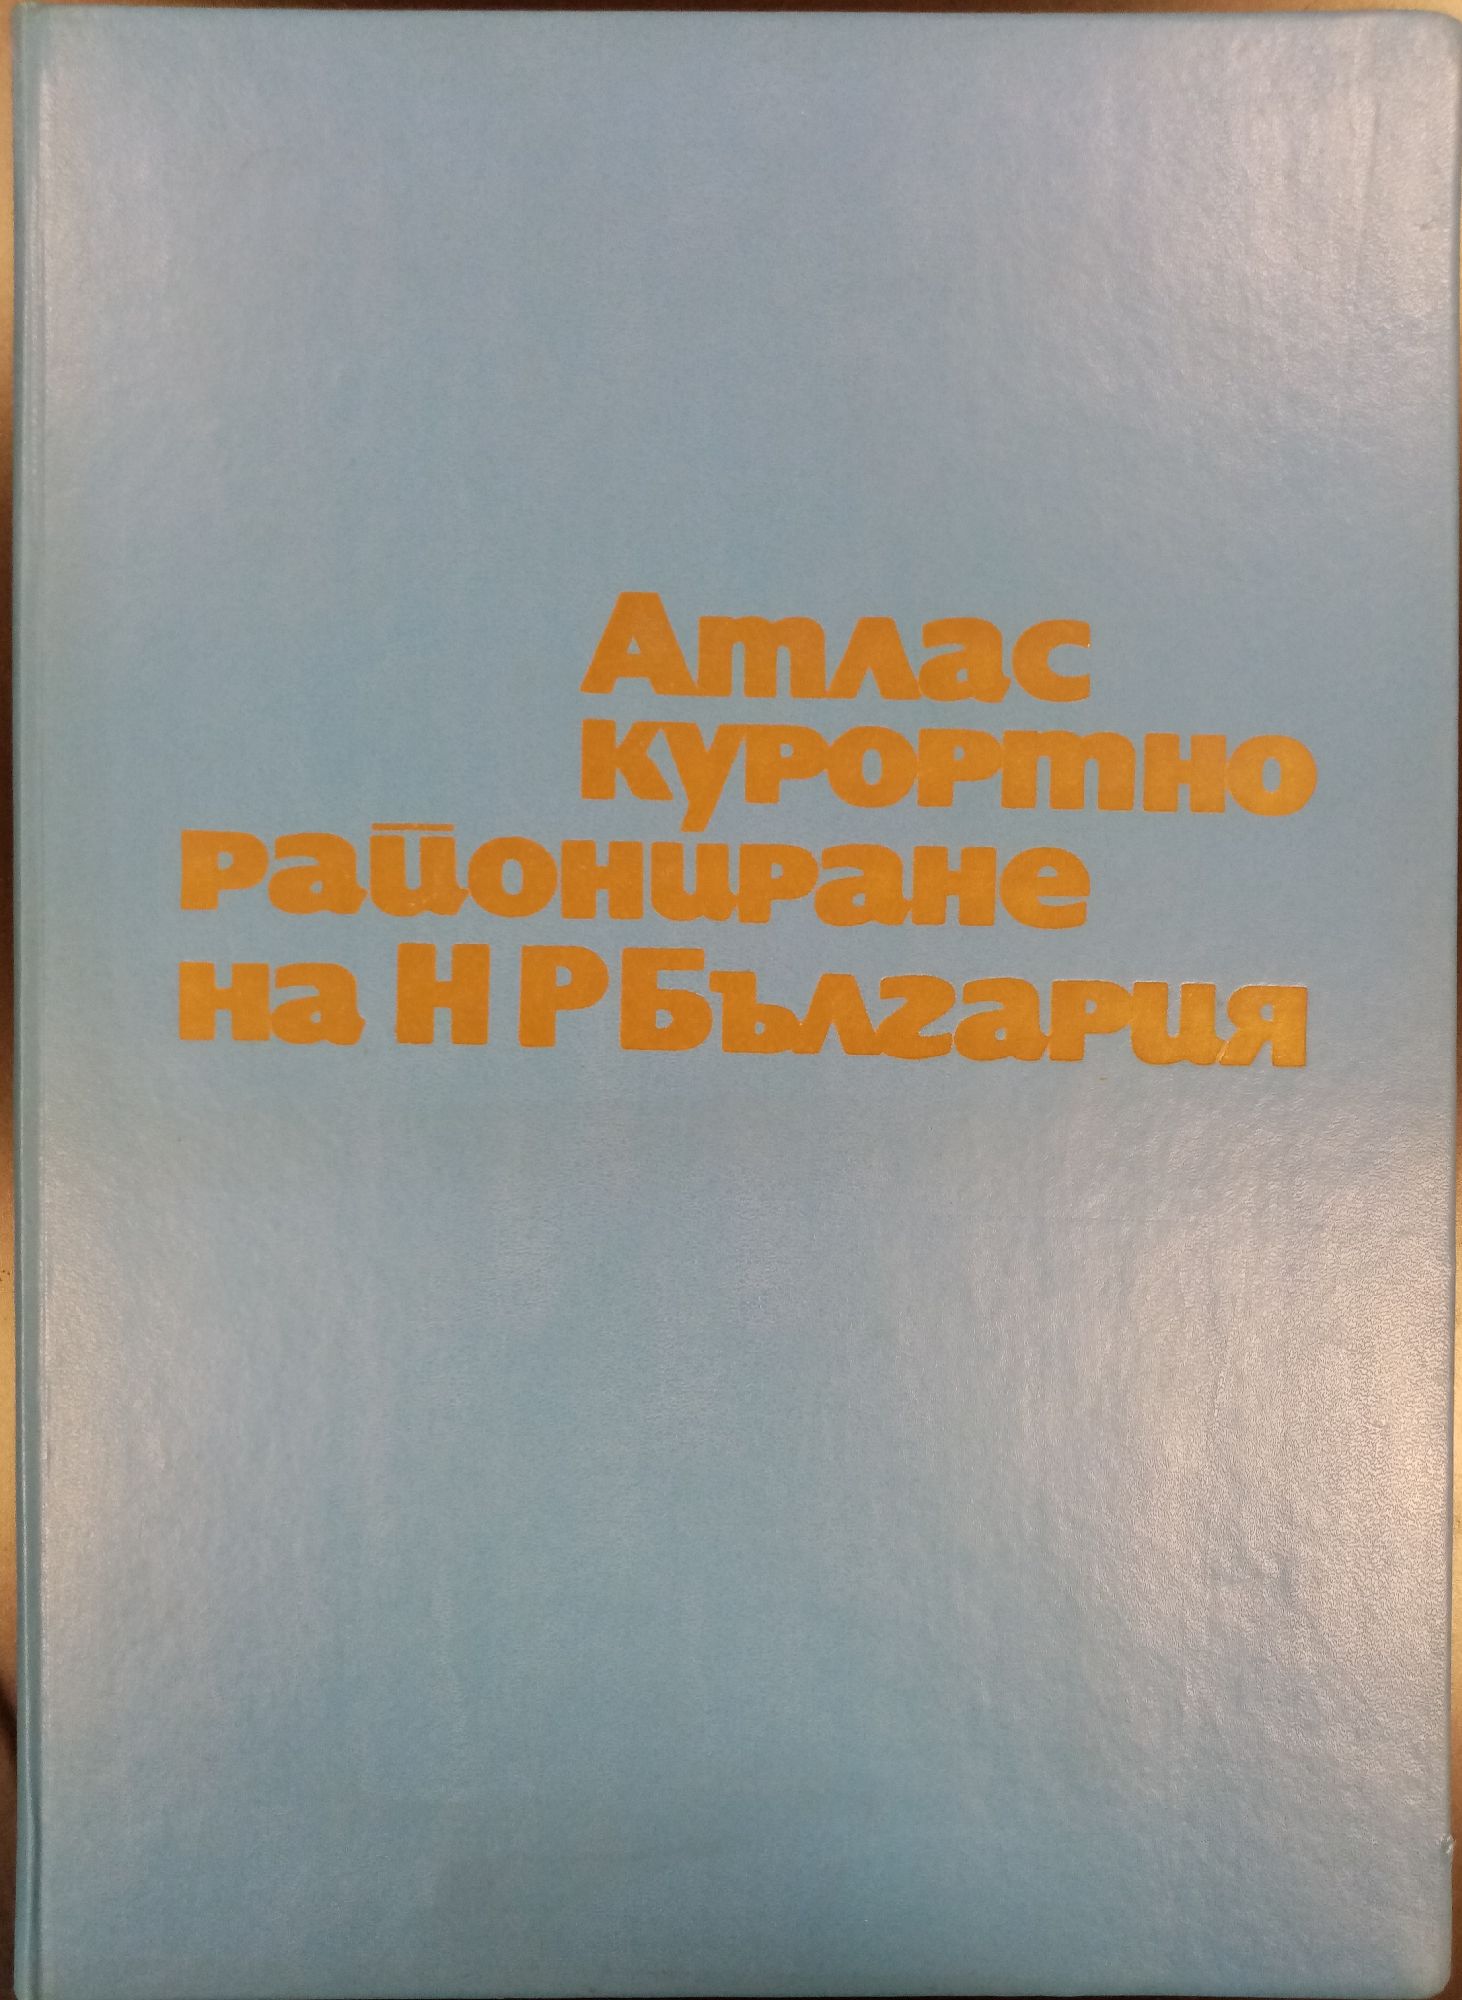 Атлас
курортно
райониране
на Н Р България